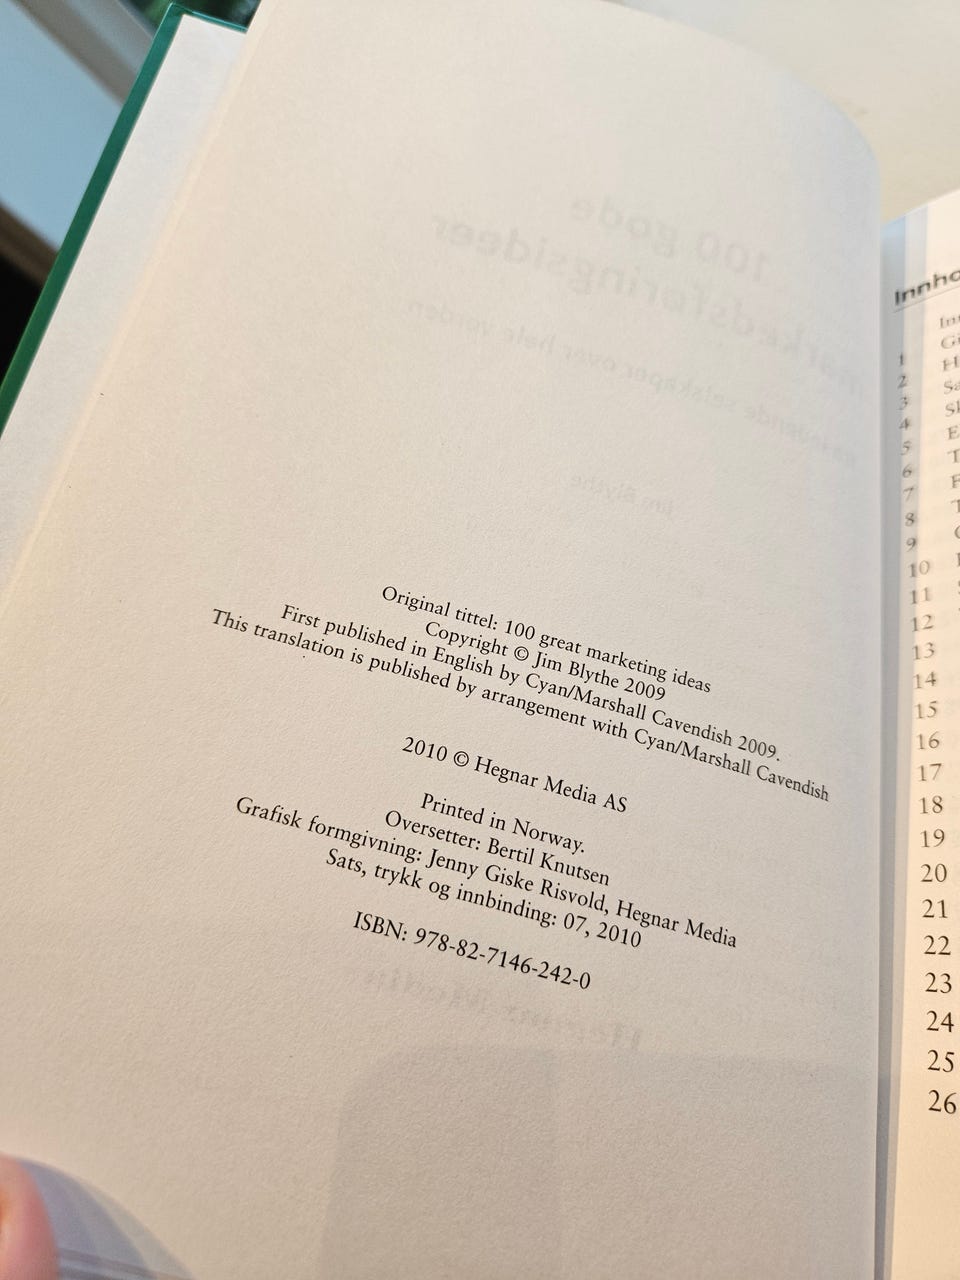 Original tittel: 100 great marketing ideas
Copyright © Jim Blythe 2009
First published in English by Cyan/Marshall Cavendish 2009.
This translation is published by arrangement with Cyan/Marshall Cavendish
2010 © Hegnar Media AS
Printed in Norway.
Oversetter: Bertil Knutsen
Grafisk formgivning: Jenny Giske Risvold, Hegnar Media
Sats, trykk og innbinding: 07, 2010
ISBN: 978-82-7146-242-0
1
2
3
4
5
6
7
8
9
10
11
12
13
14
15
16
17
18
19
20
21
22
23
24
25
26